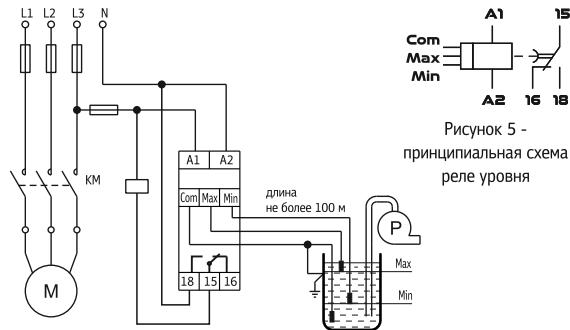 L1 L2 L3 N
KM
A1 A2
Com Max Min
18 15 16
M
длина
не более 100 м
P
Max
Min
A1 15
Com
Max
Min
A2 16 18
Рисунок 5 -
принципиальная схема
реле уровня